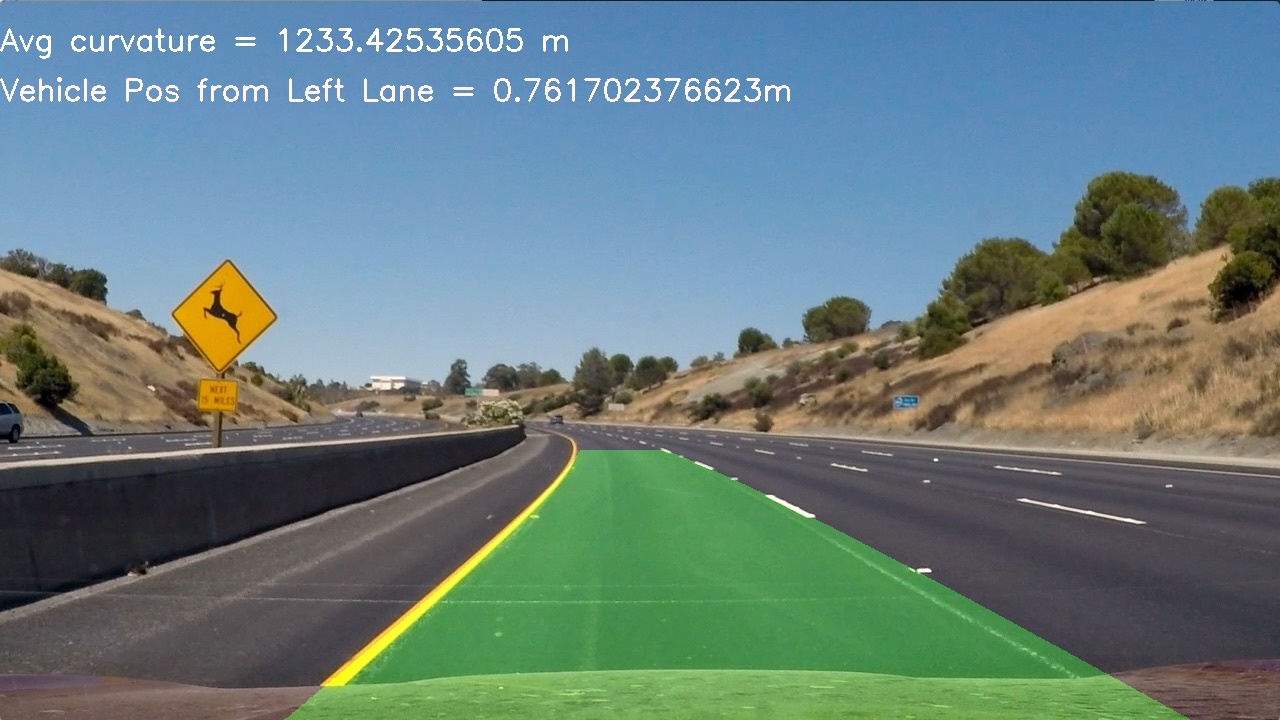 Avg curvature = 1233.42535605 m
Vehicle Pos from Left Lane = 0.761702376623m
NEXT
15 MILES